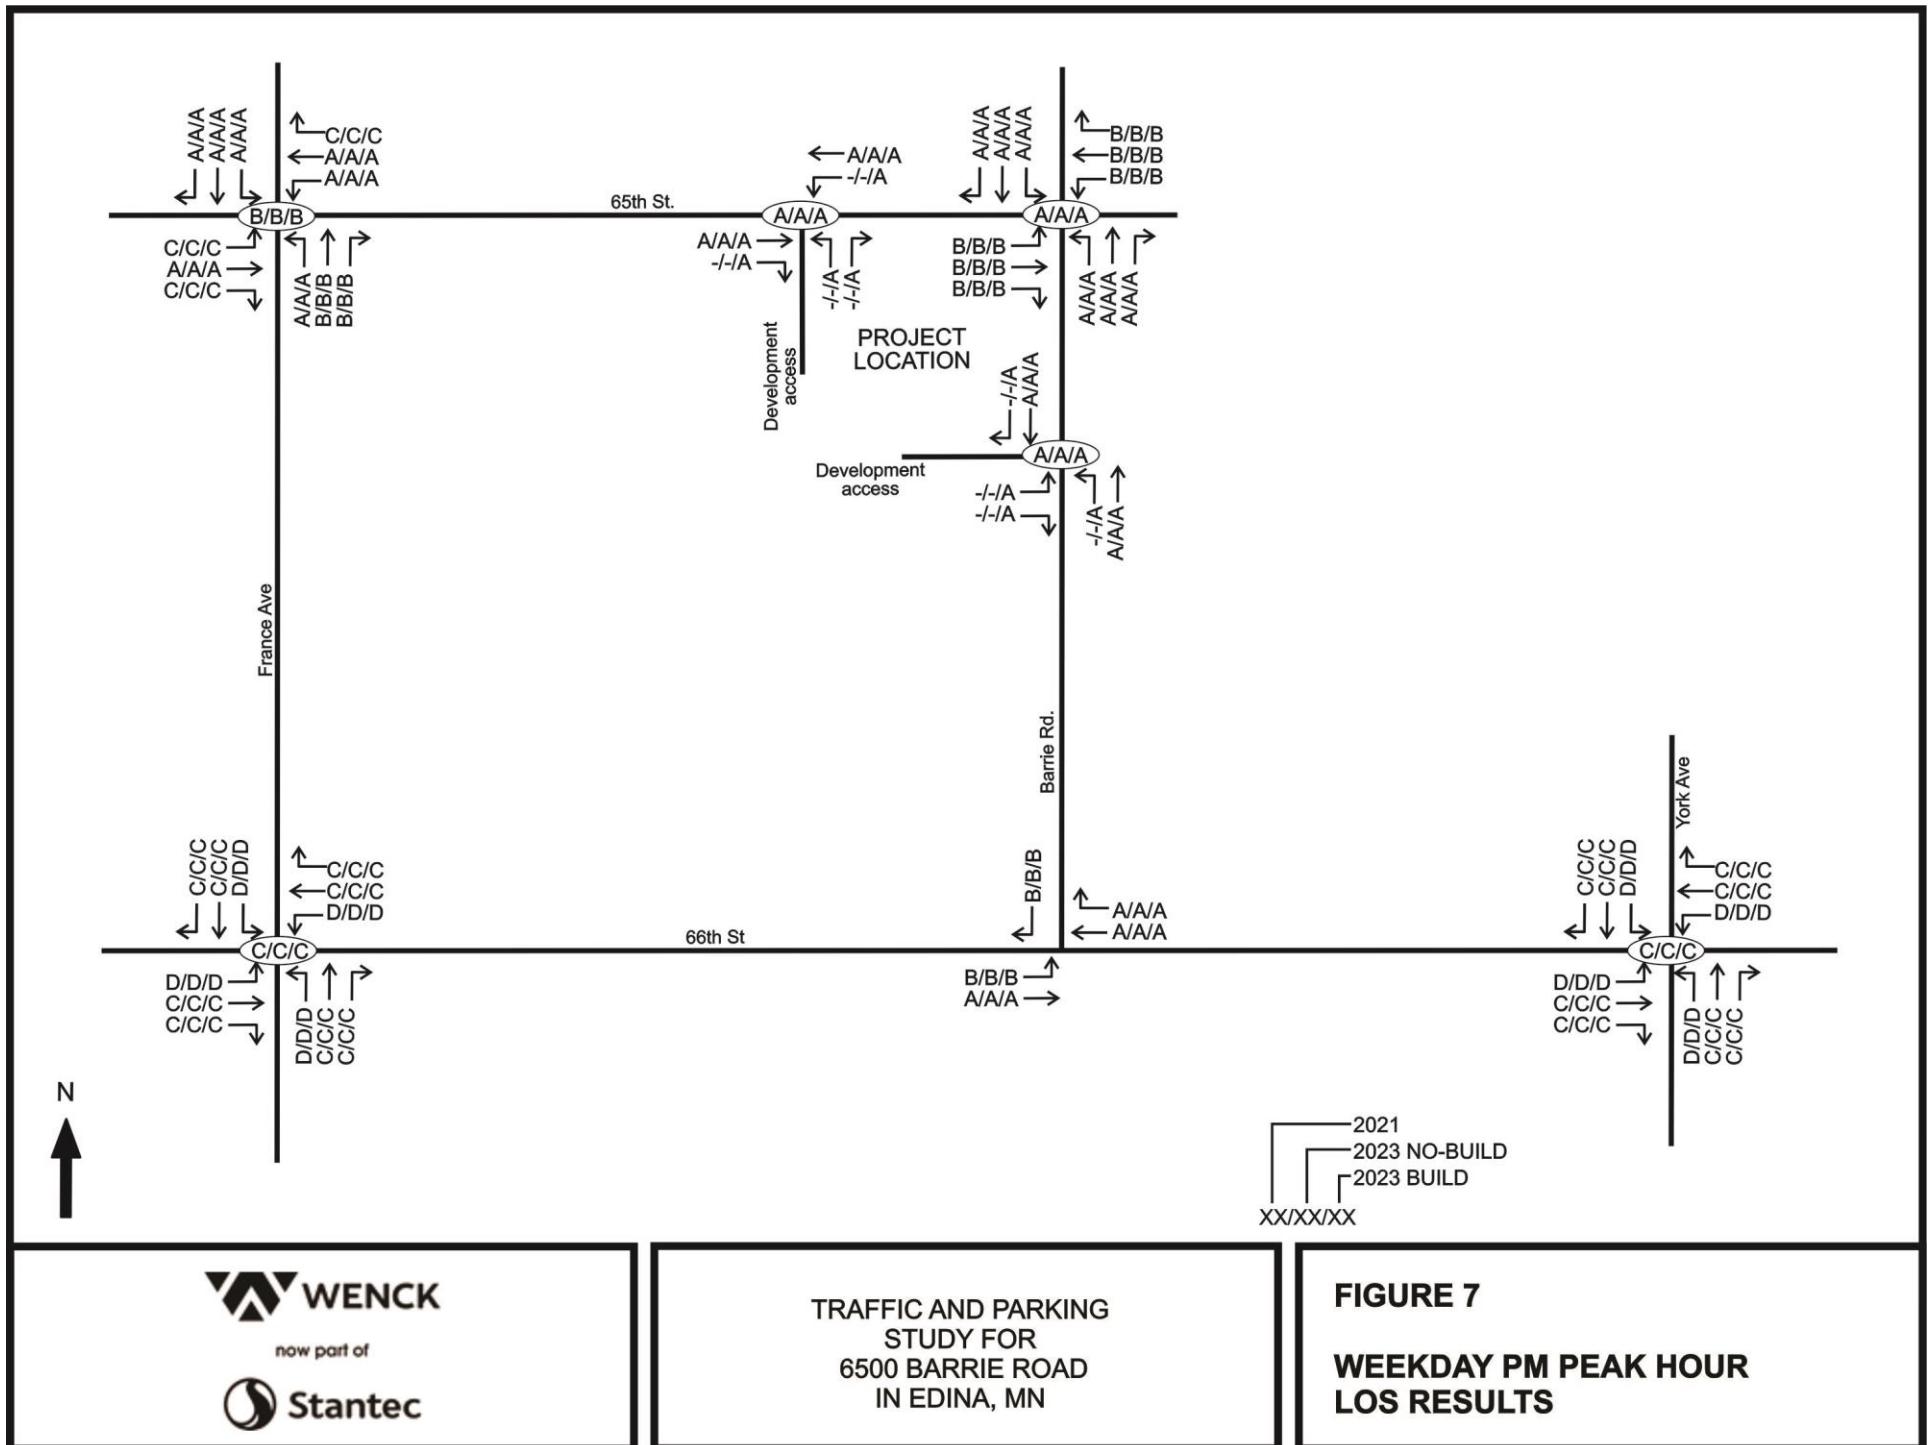 A/A/A
A/A/A
A/A/A
C/C/C
A/A/A
A/A/A
B/B/B
C/C/C
A/A/A
C/C/C
A/A/A
B/B/B
B/B/B
65th St.
A/A/A
-/-/A
A/A/A
A/A/A
-/-/A
-/-/A
-/-/A
Development
access
PROJECT
LOCATION
A/A/A
A/A/A
A/A/A
B/B/B
B/B/B
B/B/B
A/A/A
B/B/B
B/B/B
B/B/B
A/A/A
A/A/A
A/A/A
-/-/A
A/A/A
A/A/A
Development
access
-/-/A
-/-/A
-/-/A
A/A/A
France Ave
Barrie Rd.
York Ave
C/C/C
C/C/C
D/D/D
C/C/C
C/C/C
D/D/D
C/C/C
D/D/D
C/C/C
C/C/C
D/D/D
C/C/C
C/C/C
66th St
B/B/B
A/A/A
A/A/A
B/B/B
A/A/A
C/C/C
C/C/C
D/D/D
C/C/C
C/C/C
D/D/D
C/C/C
D/D/D
C/C/C
C/C/C
D/D/D
C/C/C
C/C/C
N
2021
2023 NO-BUILD
2023 BUILD
XX/XX/XX
WENCK
now part of
Stantec
TRAFFIC AND PARKING
STUDY FOR
6500 BARRIE ROAD
IN EDINA, MN
FIGURE 7
WEEKDAY PM PEAK HOUR
LOS RESULTS